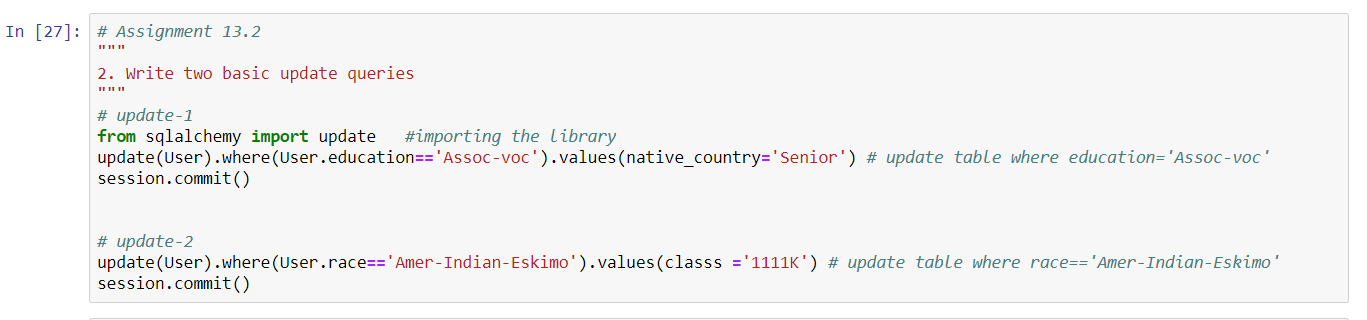 In [27]: # Assignment 13.2
"""
2. Write two basic update queries
"""
# update-1
from sqlalchemy import update   #importing the library
update(User).where(User.education=='Assoc-voc').values(native_country='Senior') # update table where education='Assoc-voc'
session.commit()
# update-2
update(User).where(User.race=='Amer-Indian-Eskimo').values(classs ='1111K') # update table where race=='Amer-Indian-Eskimo'
session.commit()